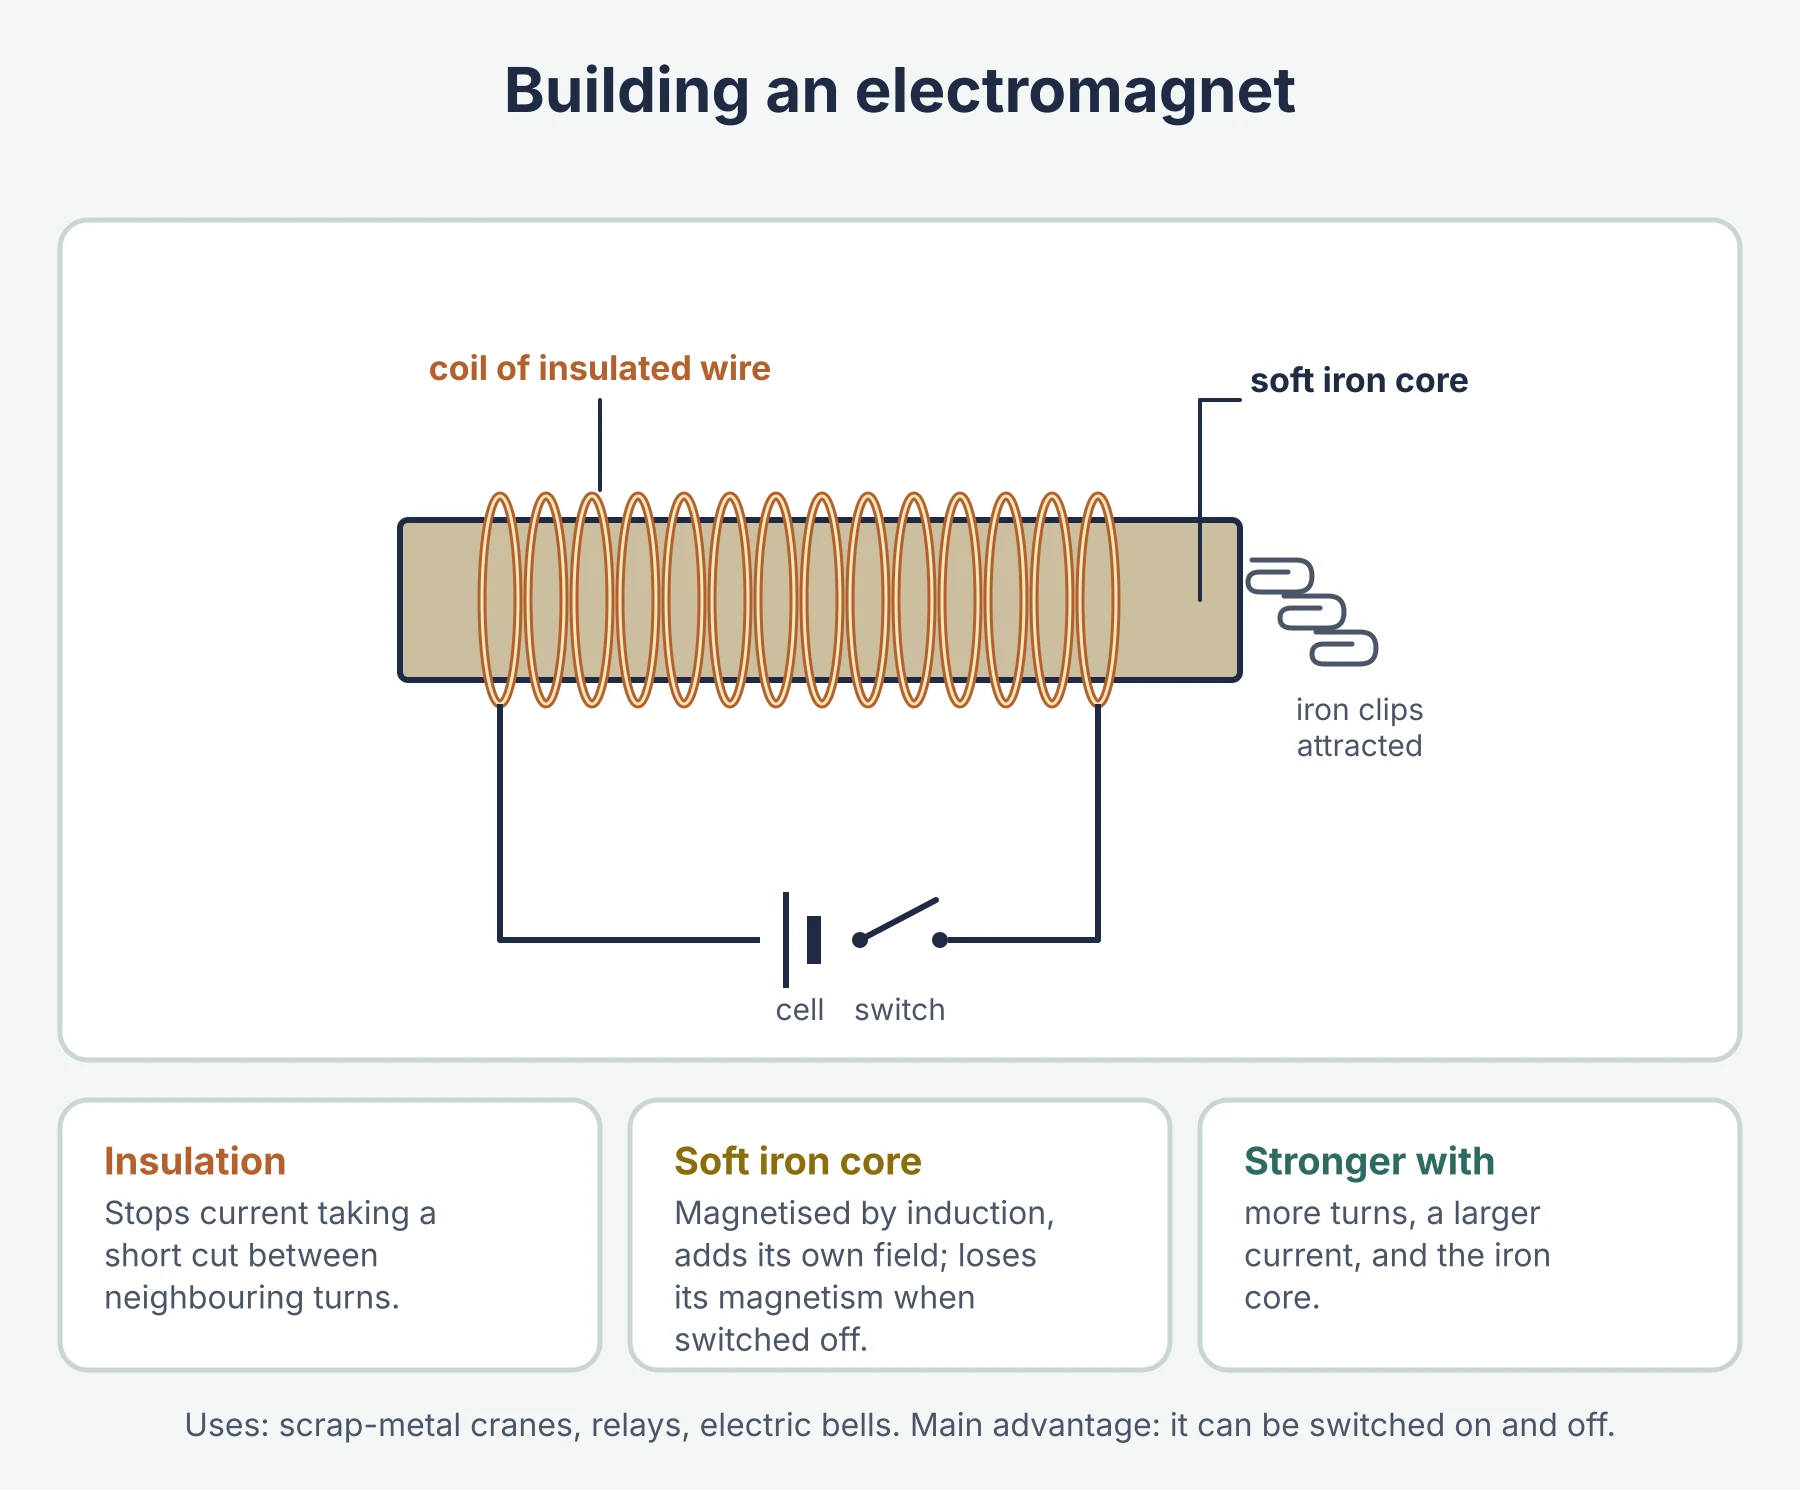 Building an electromagnet
coil of insulated wire
soft iron core
iron clips
attracted
cell
switch
Insulation
Stops current taking a
short cut between
neighbouring turns.
Soft iron core
Magnetised by induction,
adds its own field; loses
its magnetism when
switched off.
Stronger with
more turns, a larger
current, and the iron
core.
Uses: scrap-metal cranes, relays, electric bells. Main advantage: it can be switched on and off.